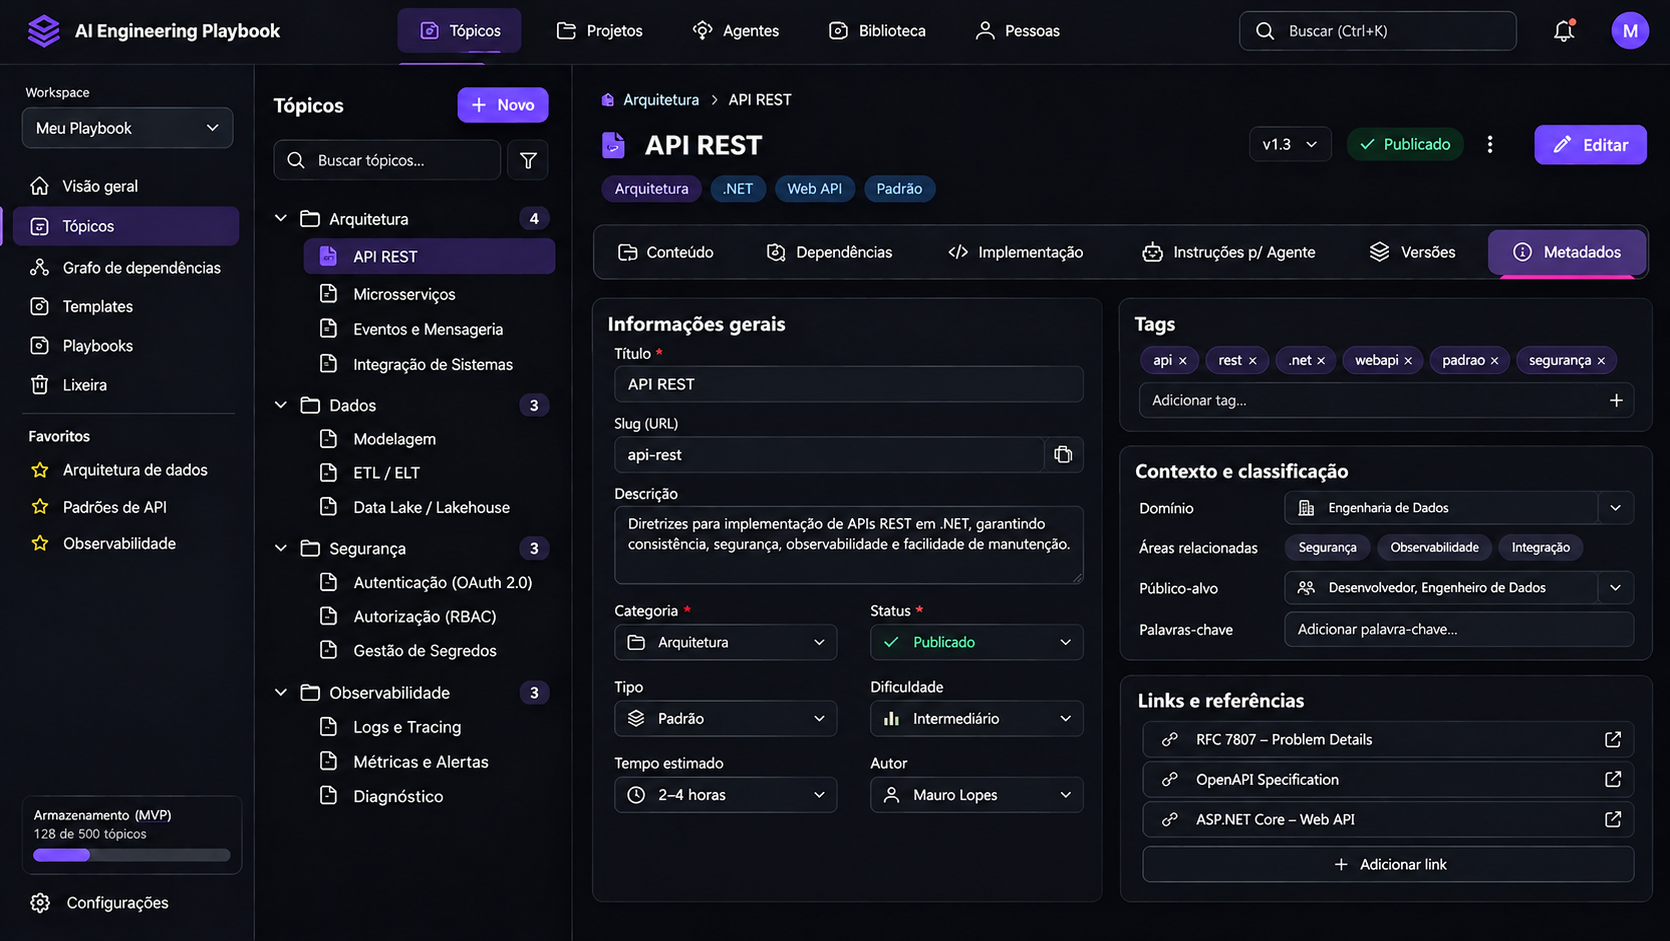 AI Engineering Playbook
Tópicos
Projetos
Agentes
Biblioteca
Pessoas
Buscar (Ctrl+K)
M
Workspace
Meu Playbook
Visão geral
Tópicos
Grafo de dependências
Templates
Playbooks
Lixeira
Favoritos
Arquitetura de dados
Padrões de API
Observabilidade
Armazenamento (MVP)
128 de 500 tópicos
Configurações
Tópicos
+ Novo
Buscar tópicos...
Arquitetura 4
API REST
Microsserviços
Eventos e Mensageria
Integração de Sistemas
Dados 3
Modelagem
ETL / ELT
Data Lake / Lakehouse
Segurança 3
Autenticação (OAuth 2.0)
Autorização (RBAC)
Gestão de Segredos
Observabilidade 3
Logs e Tracing
Métricas e Alertas
Diagnóstico
Arquitetura > API REST
API REST
v1.3
Publicado
Editar
Arquitetura
.NET
Web API
Padrão
Conteúdo
Dependências
Implementação
Instruções p/ Agente
Versões
Metadados
Informações gerais
Título *
API REST
Slug (URL)
api-rest
Descrição
Diretrizes para implementação de APIs REST em .NET, garantindo
consistência, segurança, observabilidade e facilidade de manutenção.
Categoria *
Arquitetura
Status *
Publicado
Tipo
Padrão
Dificuldade
Intermediário
Tempo estimado
2–4 horas
Autor
Mauro Lopes
Tags
api ×
rest ×
.net ×
webapi ×
padrao ×
segurança ×
Adicionar tag... +
Contexto e classificação
Domínio
Engenharia de Dados
Áreas relacionadas
Segurança
Observabilidade
Integração
Público-alvo
Desenvolvedor, Engenheiro de Dados
Palavras-chave
Adicionar palavra-chave...
Links e referências
RFC 7807 – Problem Details
OpenAPI Specification
ASP.NET Core – Web API
+ Adicionar link